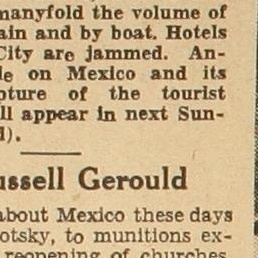 manyfold the volume of
ain and by boat. Hotels
City are jammed. An-
le on Mexico and its
pture of the tourist
ll appear in next Sun-
l).
ussell Gerould
about Mexico these days
otsky, to munitions ex-
reopening of churches